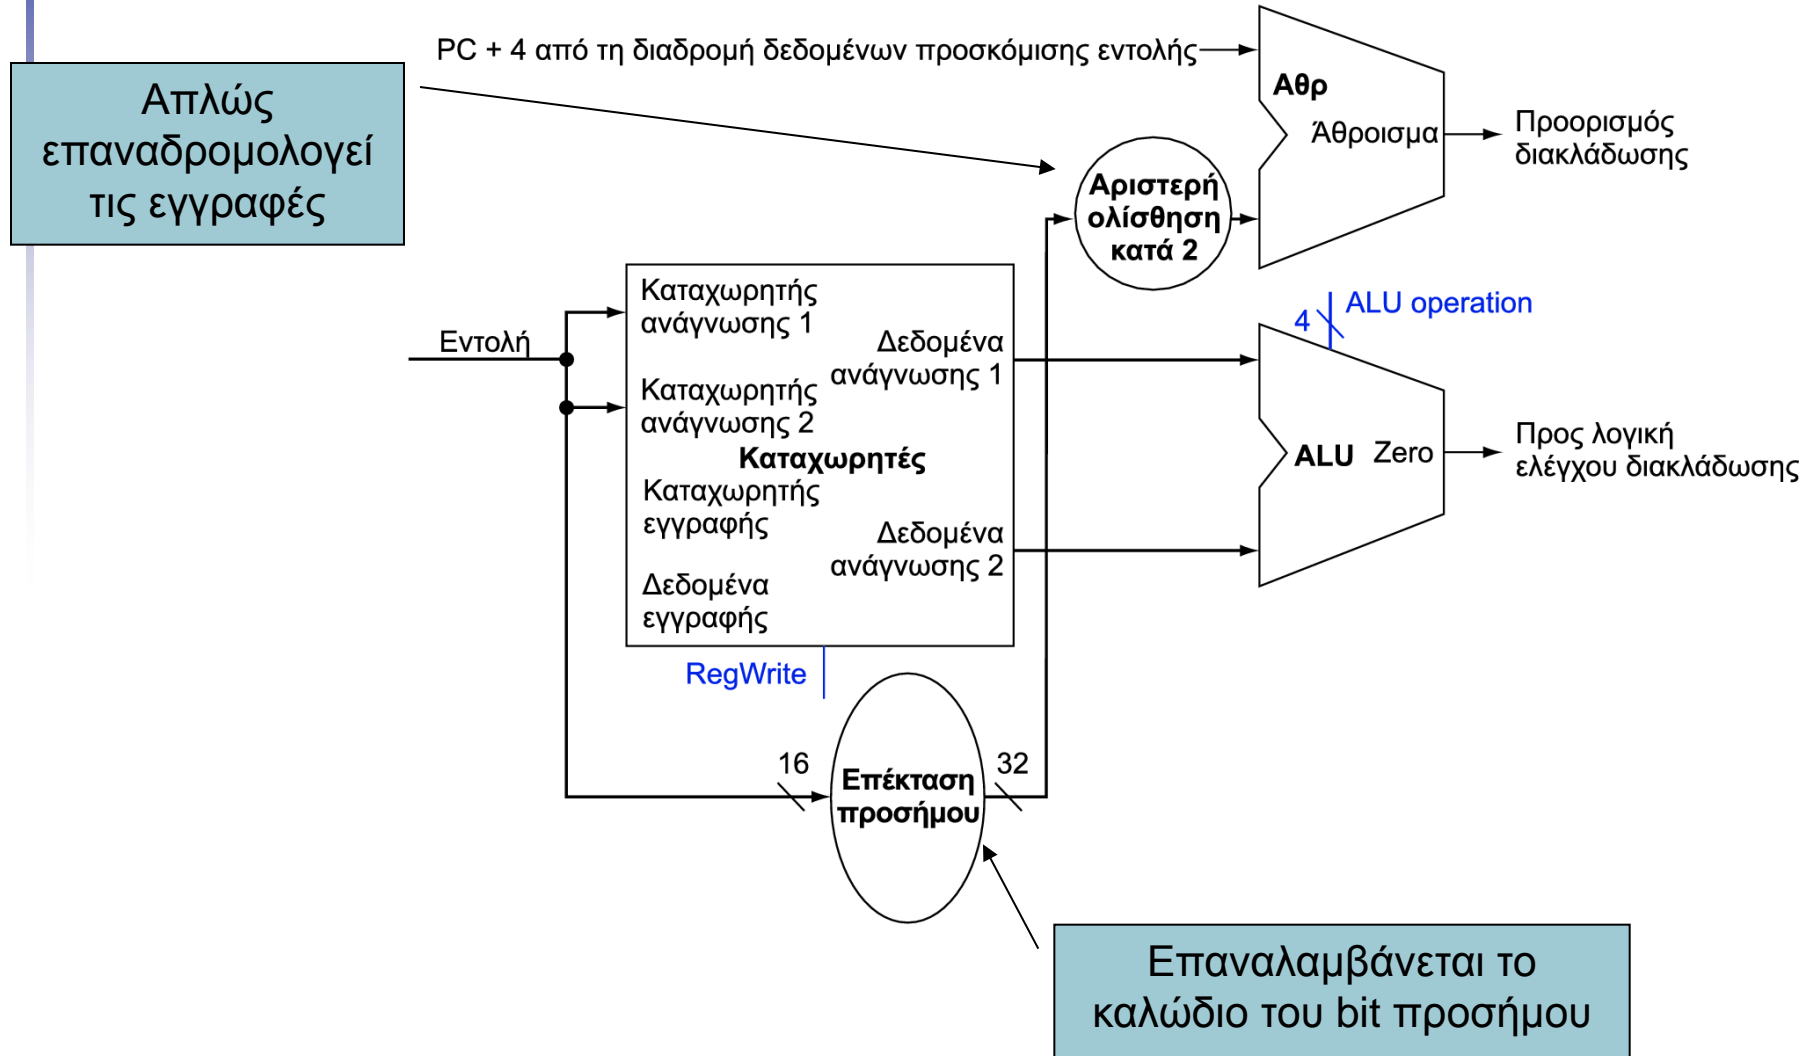 PC + 4 από τη διαδρομή δεδομένων προσκόμισης εντολής
Απλώς
επαναδρομολογεί
τις εγγραφές
Αθρ
Άθροισμα
Προορισμός
διακλάδωσης
Αριστερή
ολίσθηση
κατά 2
Εντολή
Καταχωρητής
ανάγνωσης 1
Καταχωρητής
ανάγνωσης 2
Καταχωρητές
Καταχωρητής
εγγραφής
Δεδομένα
εγγραφής
Δεδομένα
ανάγνωσης 1
Δεδομένα
ανάγνωσης 2
RegWrite
4
ALU operation
ALU
Zero
Προς λογική
ελέγχου διακλάδωσης
16
Επέκταση
προσήμου
32
Επαναλαμβάνεται το
καλώδιο του bit προσήμου